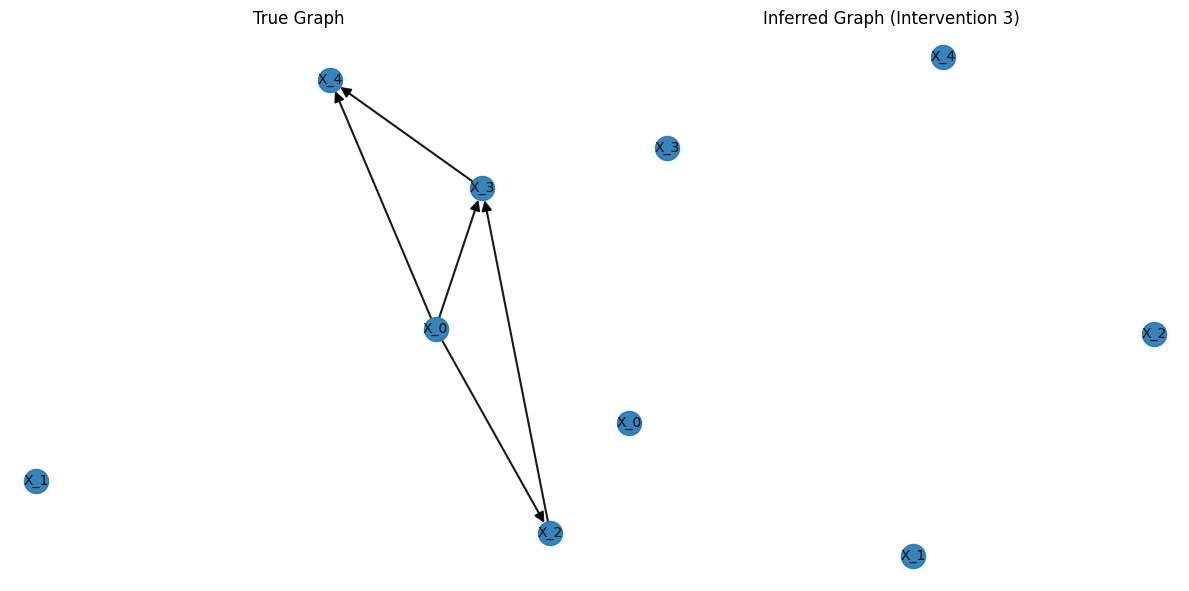 True Graph
X_4
X_3
X_0
X_1
X_2
Inferred Graph (Intervention 3)
X_4
X_3
X_2
X_0
X_1